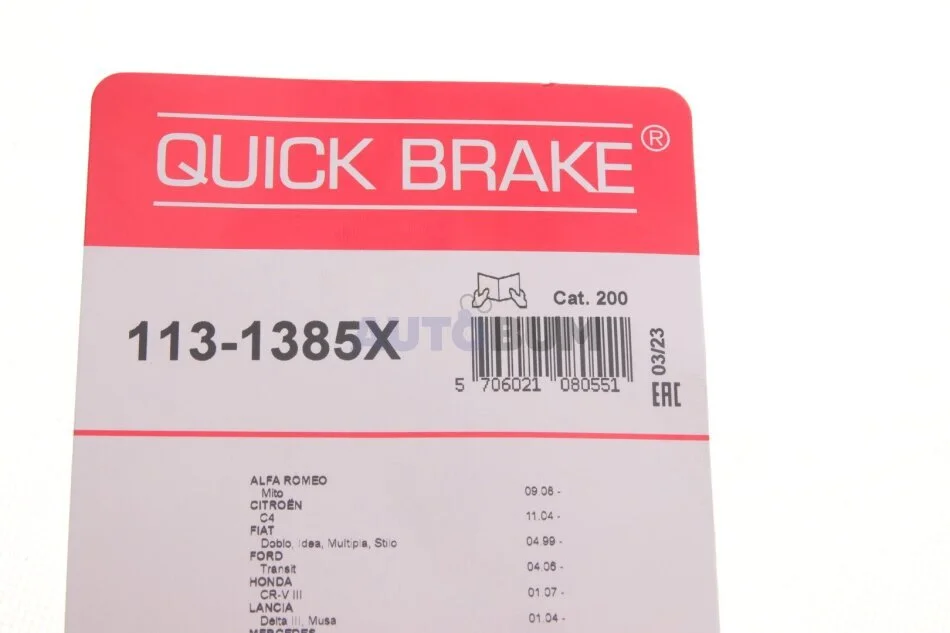 QUICK BRAKE®
Cat. 200
113-1385X
AUTOBUM
5 706021 080551
03/23
EAC
ALFA ROMEO
Mito 09.08 -
CITROËN
C4 11.04 -
FIAT
Doblo, Idea, Multipla, Stilo 04.99 -
FORD
Transit 04.06 -
HONDA
CR-V III 01.07 -
LANCIA
Delta III, Musa 01.04 -
MERCEDES